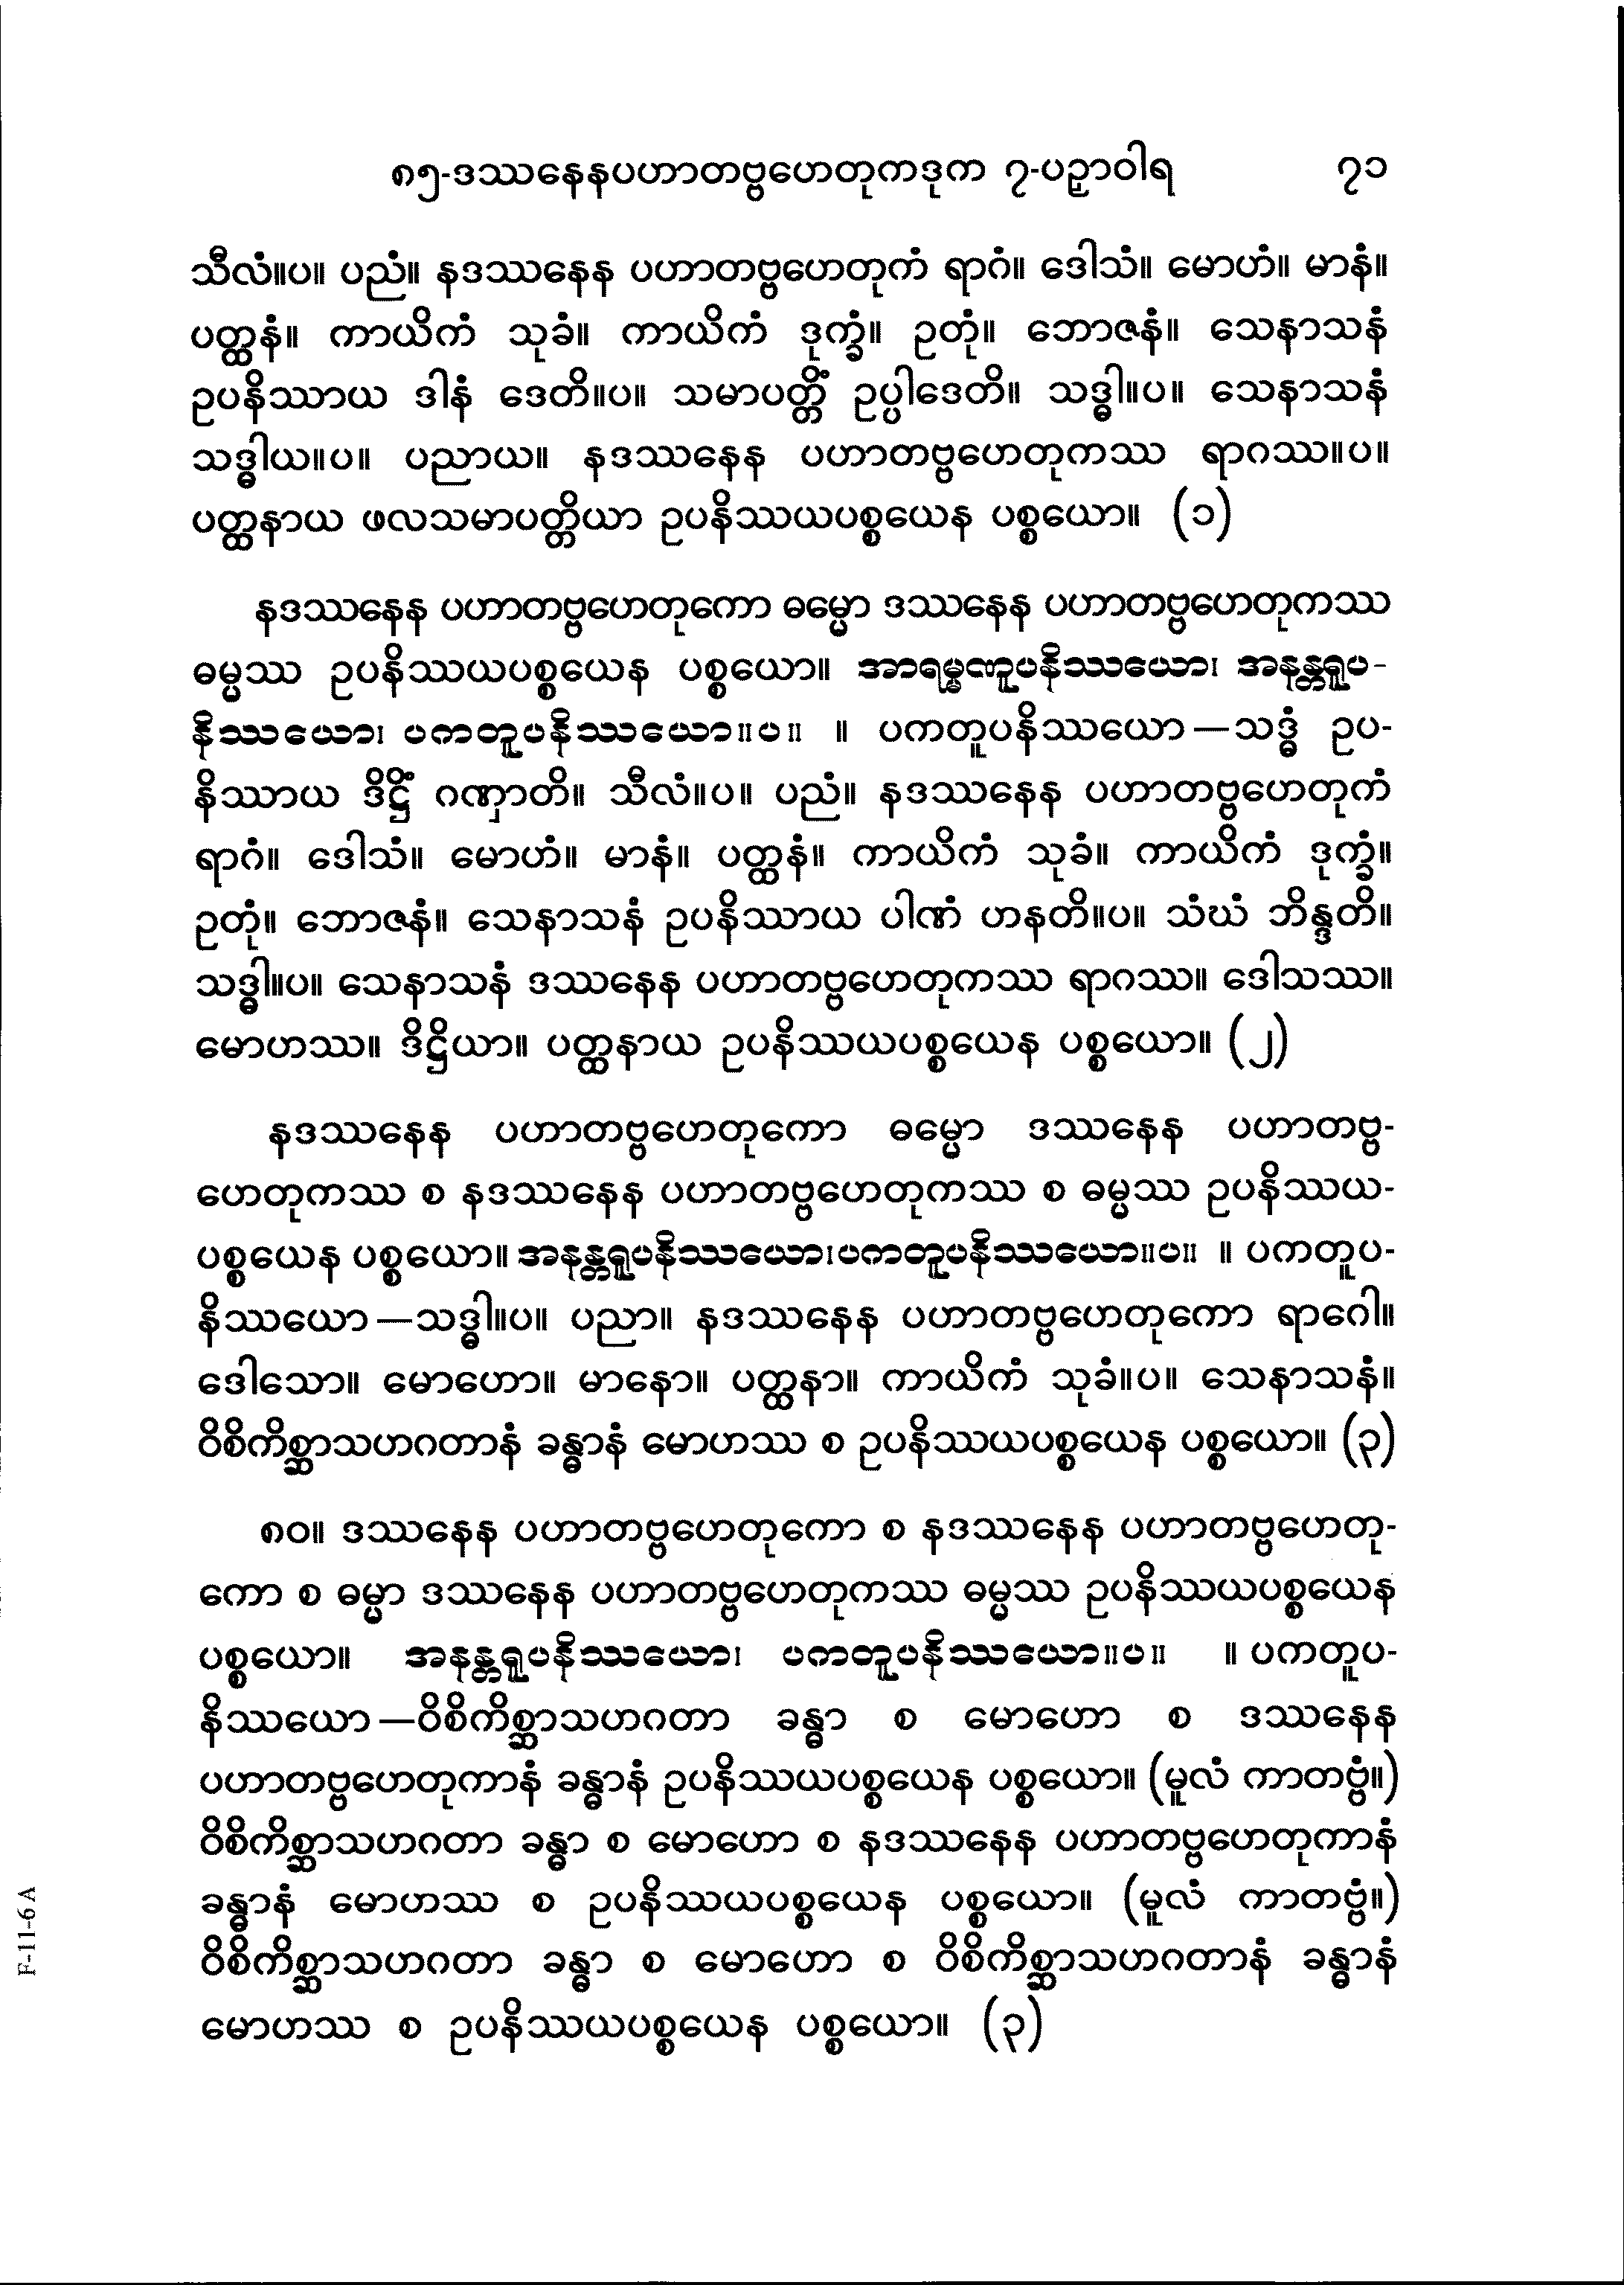 ၈၅-ဒဿနေနပဟာတဗ္ဗဟေတုကဒုက ၇-ပဉှာဝါရ ၇၁
သီလံ။ပ။ ပညံ။ နဒဿနေန ပဟာတဗ္ဗဟေတုကံ ရာဂံ။ ဒေါသံ။ မောဟံ။ မာနံ။
ပတ္ထနံ။ ကာယိကံ သုခံ။ ကာယိကံ ဒုက္ခံ။ ဥတုံ။ ဘောဇနံ။ သေနာသနံ
ဥပနိဿာယ ဒါနံ ဒေတိ။ပ။ သမာပတ္တိံ ဥပ္ပါဒေတိ။ သဒ္ဓါ။ပ။ သေနာသနံ
သဒ္ဓါယ။ပ။ ပညာယ။ နဒဿနေန ပဟာတဗ္ဗဟေတုကဿ ရာဂဿ။ပ။
ပတ္ထနာယ ဖလသမာပတ္တိယာ ဥပနိဿယပစ္စယေန ပစ္စယော။ (၁)
နဒဿနေန ပဟာတဗ္ဗဟေတုကော ဓမ္မော ဒဿနေန ပဟာတဗ္ဗဟေတုကဿ
ဓမ္မဿ ဥပနိဿယပစ္စယေန ပစ္စယော။ အာရမ္မဏူပနိဿယော၊ အနန္တရူပ-
နိဿယော၊ ပကတူပနိဿယော။ပ။ ။ ပကတူပနိဿယော—သဒ္ဓံ ဥပ-
နိဿာယ ဒိဋ္ဌိံ ဂဏှာတိ။ သီလံ။ပ။ ပညံ။ နဒဿနေန ပဟာတဗ္ဗဟေတုကံ
ရာဂံ။ ဒေါသံ။ မောဟံ။ မာနံ။ ပတ္ထနံ။ ကာယိကံ သုခံ။ ကာယိကံ ဒုက္ခံ။
ဥတုံ။ ဘောဇနံ။ သေနာသနံ ဥပနိဿာယ ပါဏံ ဟနတိ။ပ။ သံဃံ ဘိန္ဒတိ။
သဒ္ဓါ။ပ။ သေနာသနံ ဒဿနေန ပဟာတဗ္ဗဟေတုကဿ ရာဂဿ။ ဒေါသဿ။
မောဟဿ။ ဒိဋ္ဌိယာ။ ပတ္ထနာယ ဥပနိဿယပစ္စယေန ပစ္စယော။ (၂)
နဒဿနေန ပဟာတဗ္ဗဟေတုကော ဓမ္မော ဒဿနေန ပဟာတဗ္ဗ-
ဟေတုကဿ စ နဒဿနေန ပဟာတဗ္ဗဟေတုကဿ စ ဓမ္မဿ ဥပနိဿယ-
ပစ္စယေန ပစ္စယော။ အနန္တရူပနိဿယော၊ပကတူပနိဿယော။ပ။ ။ ပကတူပ-
နိဿယော—သဒ္ဓါ။ပ။ ပညာ။ နဒဿနေန ပဟာတဗ္ဗဟေတုကော ရာဂေါ။
ဒေါသော။ မောဟော။ မာနော။ ပတ္ထနာ။ ကာယိကံ သုခံ။ပ။ သေနာသနံ။
ဝိစိကိစ္ဆာသဟဂတာနံ ခန္ဓာနံ မောဟဿ စ ဥပနိဿယပစ္စယေန ပစ္စယော။ (၃)
၈၀။ ဒဿနေန ပဟာတဗ္ဗဟေတုကော စ နဒဿနေန ပဟာတဗ္ဗဟေတု-
ကော စ ဓမ္မာ ဒဿနေန ပဟာတဗ္ဗဟေတုကဿ ဓမ္မဿ ဥပနိဿယပစ္စယေန
ပစ္စယော။ အနန္တရူပနိဿယော၊ ပကတူပနိဿယော။ပ။ ။ ပကတူပ-
နိဿယော—ဝိစိကိစ္ဆာသဟဂတာ ခန္ဓာ စ မောဟော စ ဒဿနေန
ပဟာတဗ္ဗဟေတုကာနံ ခန္ဓာနံ ဥပနိဿယပစ္စယေန ပစ္စယော။ (မူလံ ကာတဗ္ဗံ။)
ဝိစိကိစ္ဆာသဟဂတာ ခန္ဓာ စ မောဟော စ နဒဿနေန ပဟာတဗ္ဗဟေတုကာနံ
ခန္ဓာနံ မောဟဿ စ ဥပနိဿယပစ္စယေန ပစ္စယော။ (မူလံ ကာတဗ္ဗံ။)
ဝိစိကိစ္ဆာသဟဂတာ ခန္ဓာ စ မောဟော စ ဝိစိကိစ္ဆာသဟဂတာနံ ခန္ဓာနံ
မောဟဿ စ ဥပနိဿယပစ္စယေန ပစ္စယော။ (၃)
F-11-6 A